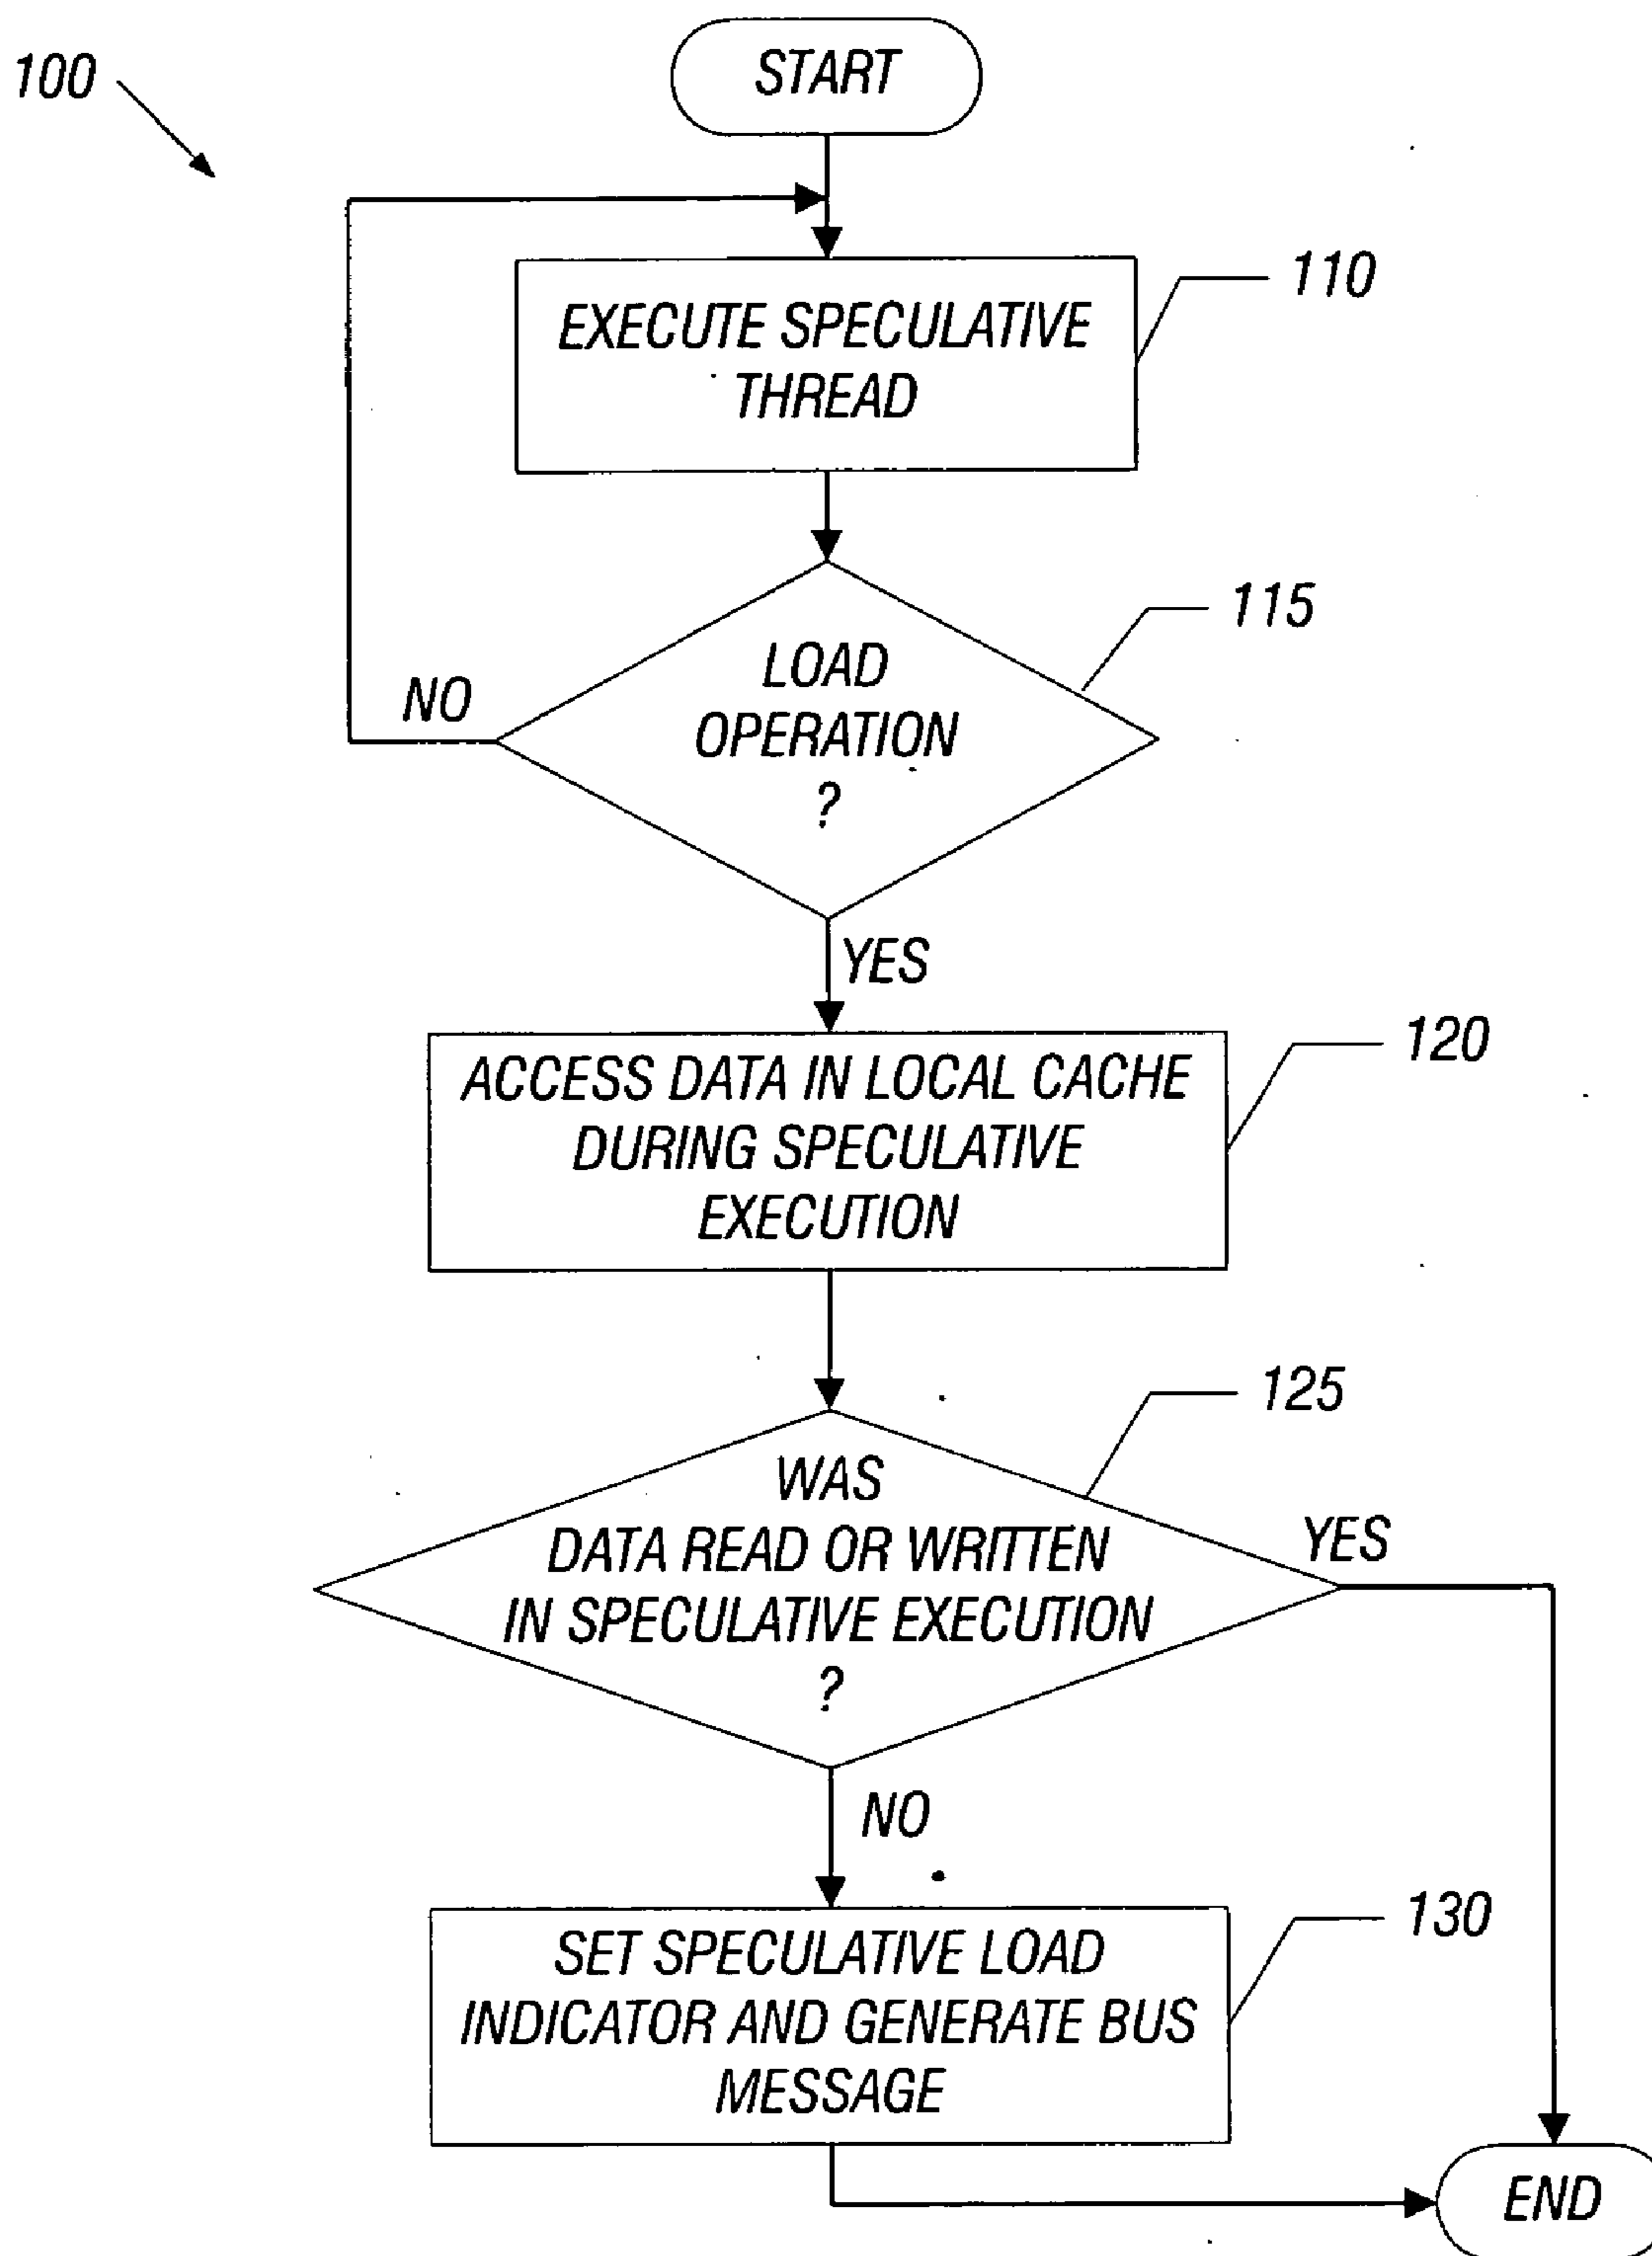 100
START
EXECUTE SPECULATIVE
THREAD
110
LOAD
OPERATION
?
115
NO
YES
ACCESS DATA IN LOCAL CACHE
DURING SPECULATIVE
EXECUTION
120
WAS
DATA READ OR WRITTEN
IN SPECULATIVE EXECUTION
?
125
YES
NO
SET SPECULATIVE LOAD
INDICATOR AND GENERATE BUS
MESSAGE
130
END